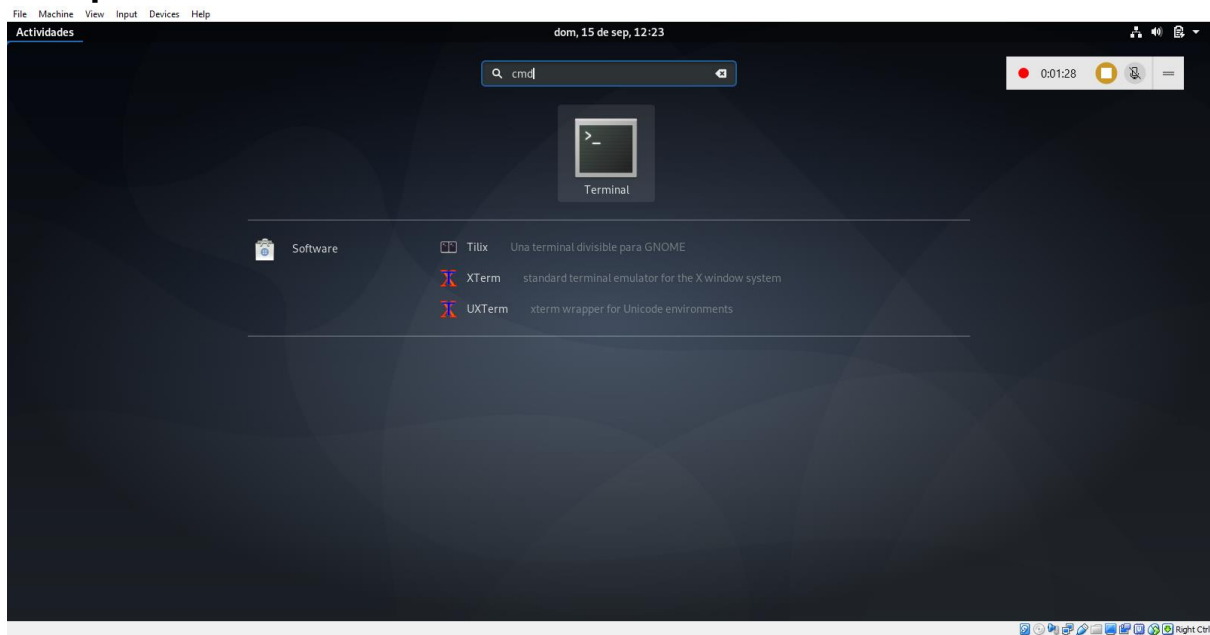 File Machine View Input Devices Help
Actividades dom, 15 de sep, 12:23
cmd
0:01:28
>_
Terminal
Software
Tilix Una terminal divisible para GNOME
XTerm standard terminal emulator for the X window system
UXTerm xterm wrapper for Unicode environments
Right Ctrl